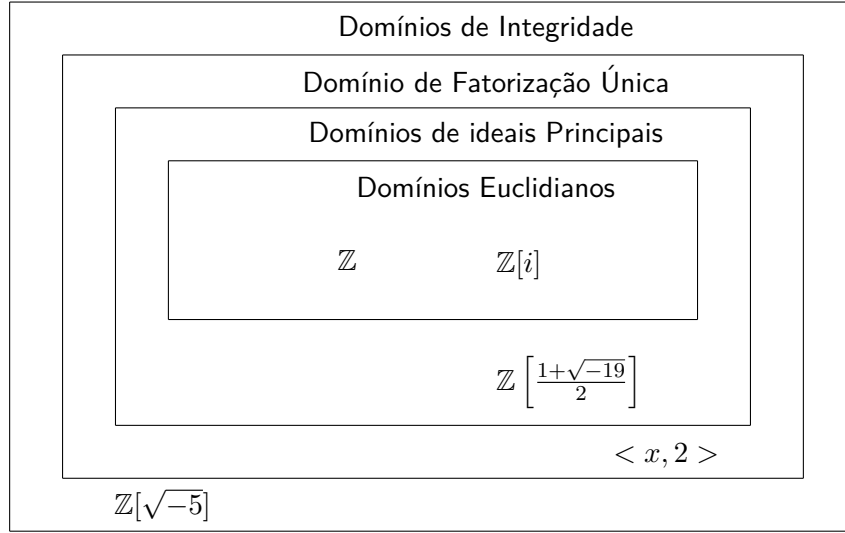 Domínios de Integridade
Domínio de Fatorização Única
Domínios de ideais Principais
Domínios Euclidianos
ℤ ℤ[i]
ℤ[(1+√−19)/2]
< x, 2 >
ℤ[√−5]